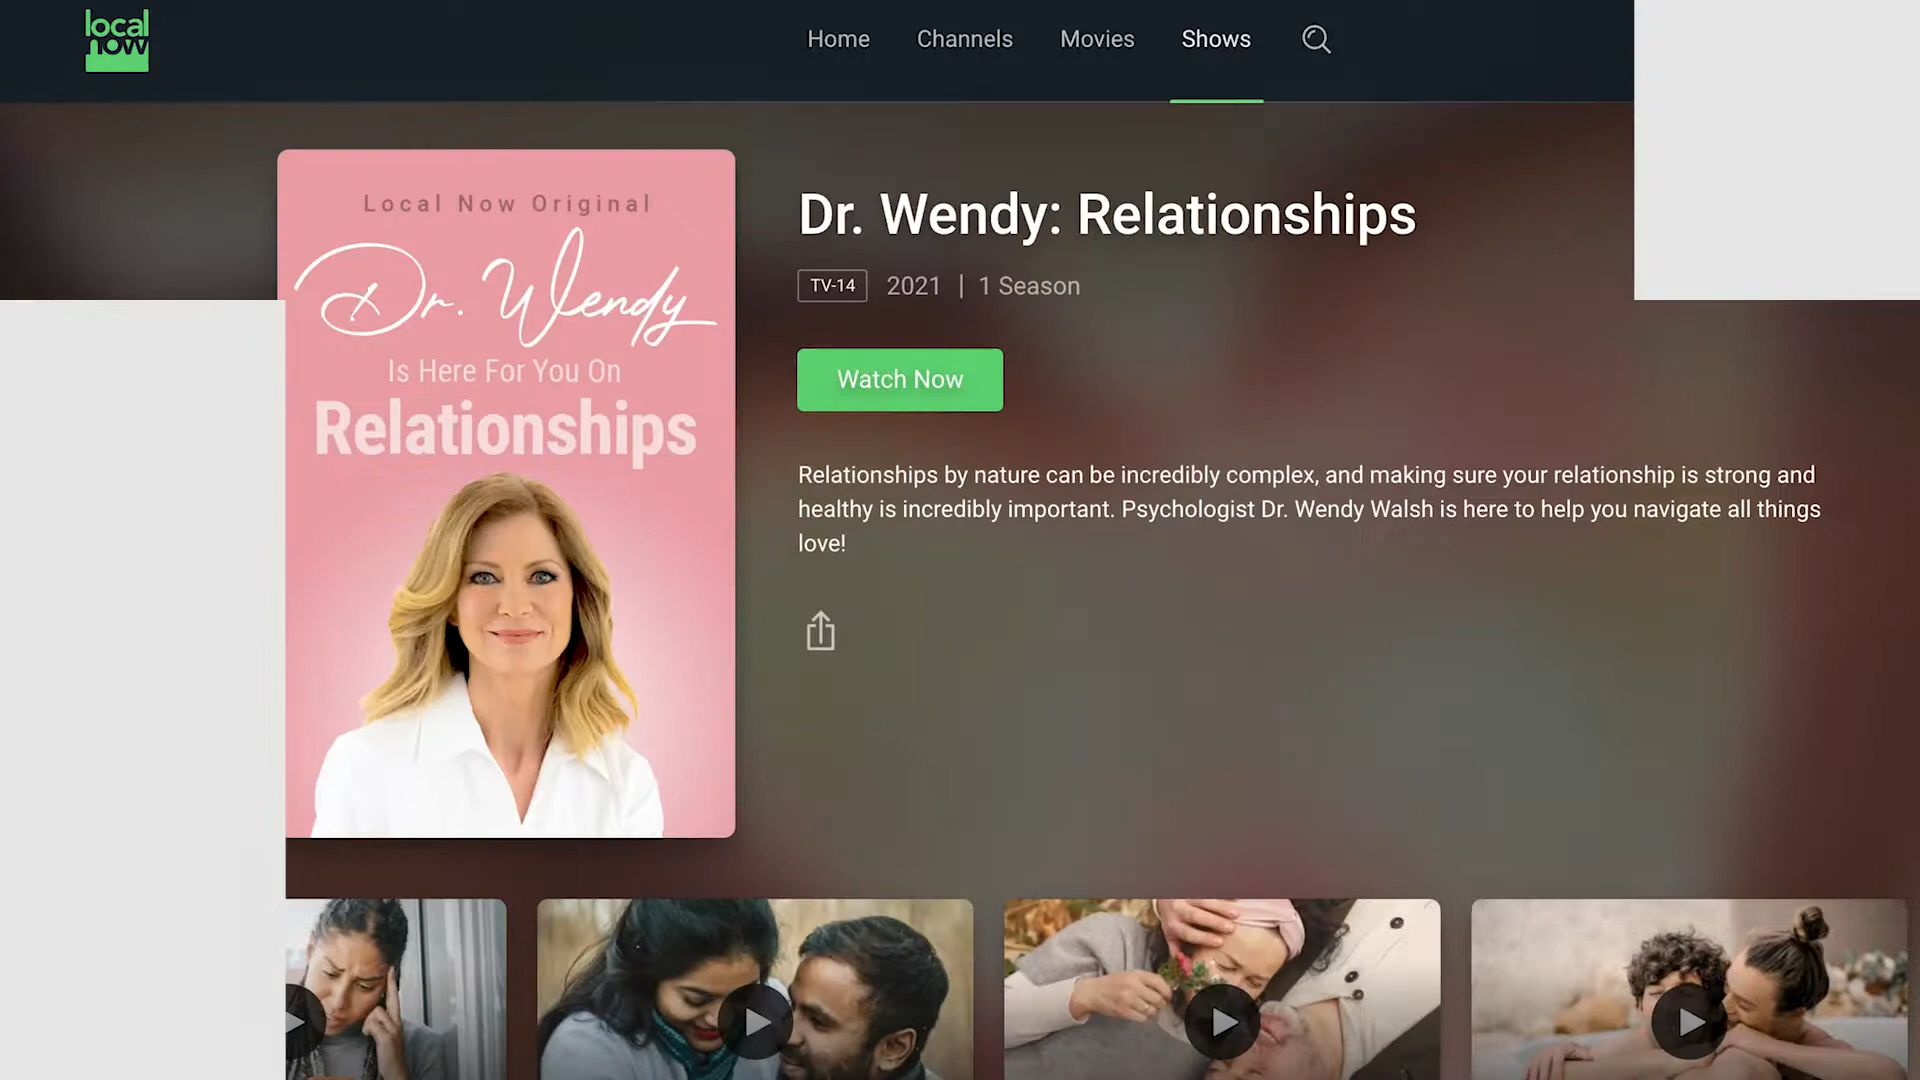 local
now
Home
Channels
Movies
Shows
Local Now Original
Dr. Wendy
Is Here For You On
Relationships
Dr. Wendy: Relationships
TV-14 2021 | 1 Season
Watch Now
Relationships by nature can be incredibly complex, and making sure your relationship is strong and
healthy is incredibly important. Psychologist Dr. Wendy Walsh is here to help you navigate all things
love!